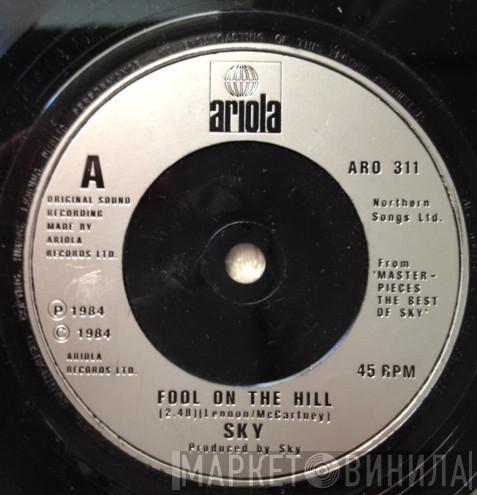 ariola
A
ARO 311
ORIGINAL SOUND
RECORDING
MADE BY
ARIOLA
RECORDS LTD.
Northern
Songs Ltd.
From
'MASTER-
PIECES
THE BEST
OF SKY'
℗ 1984
© 1984
ARIOLA
RECORDS LTD.
45 RPM
FOOL ON THE HILL
(2.48)(Lennon/McCartney)
SKY
Produced by Sky
МАРКЕТ ВИНИЛА